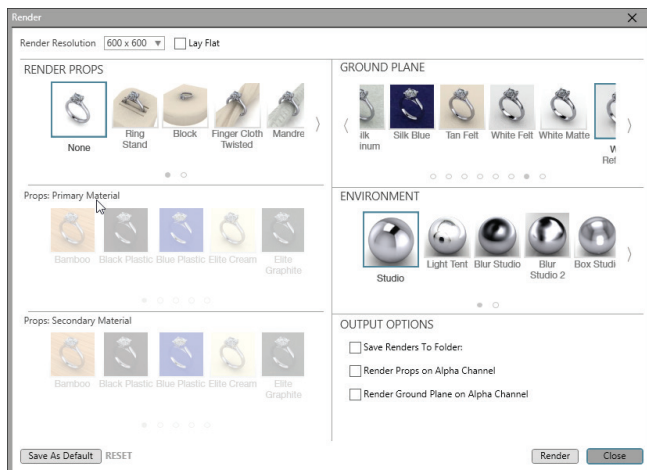 Render
Render Resolution 600 x 600 Lay Flat
RENDER PROPS
None
Ring
Stand
Block
Finger Cloth
Twisted
Mandre
Props: Primary Material
Bamboo Black Plastic Blue Plastic Elite Cream Elite
Graphite
Props: Secondary Material
Bamboo Black Plastic Blue Plastic Elite Cream Elite
Graphite
GROUND PLANE
ilk
inum
Silk Blue Tan Felt White Felt White Matte
W
Ref
ENVIRONMENT
Studio
Light Tent Blur Studio Blur
Studio 2
Box Studi
OUTPUT OPTIONS
Save Renders To Folder:
Render Props on Alpha Channel
Render Ground Plane on Alpha Channel
Save As Default RESET
Render Close